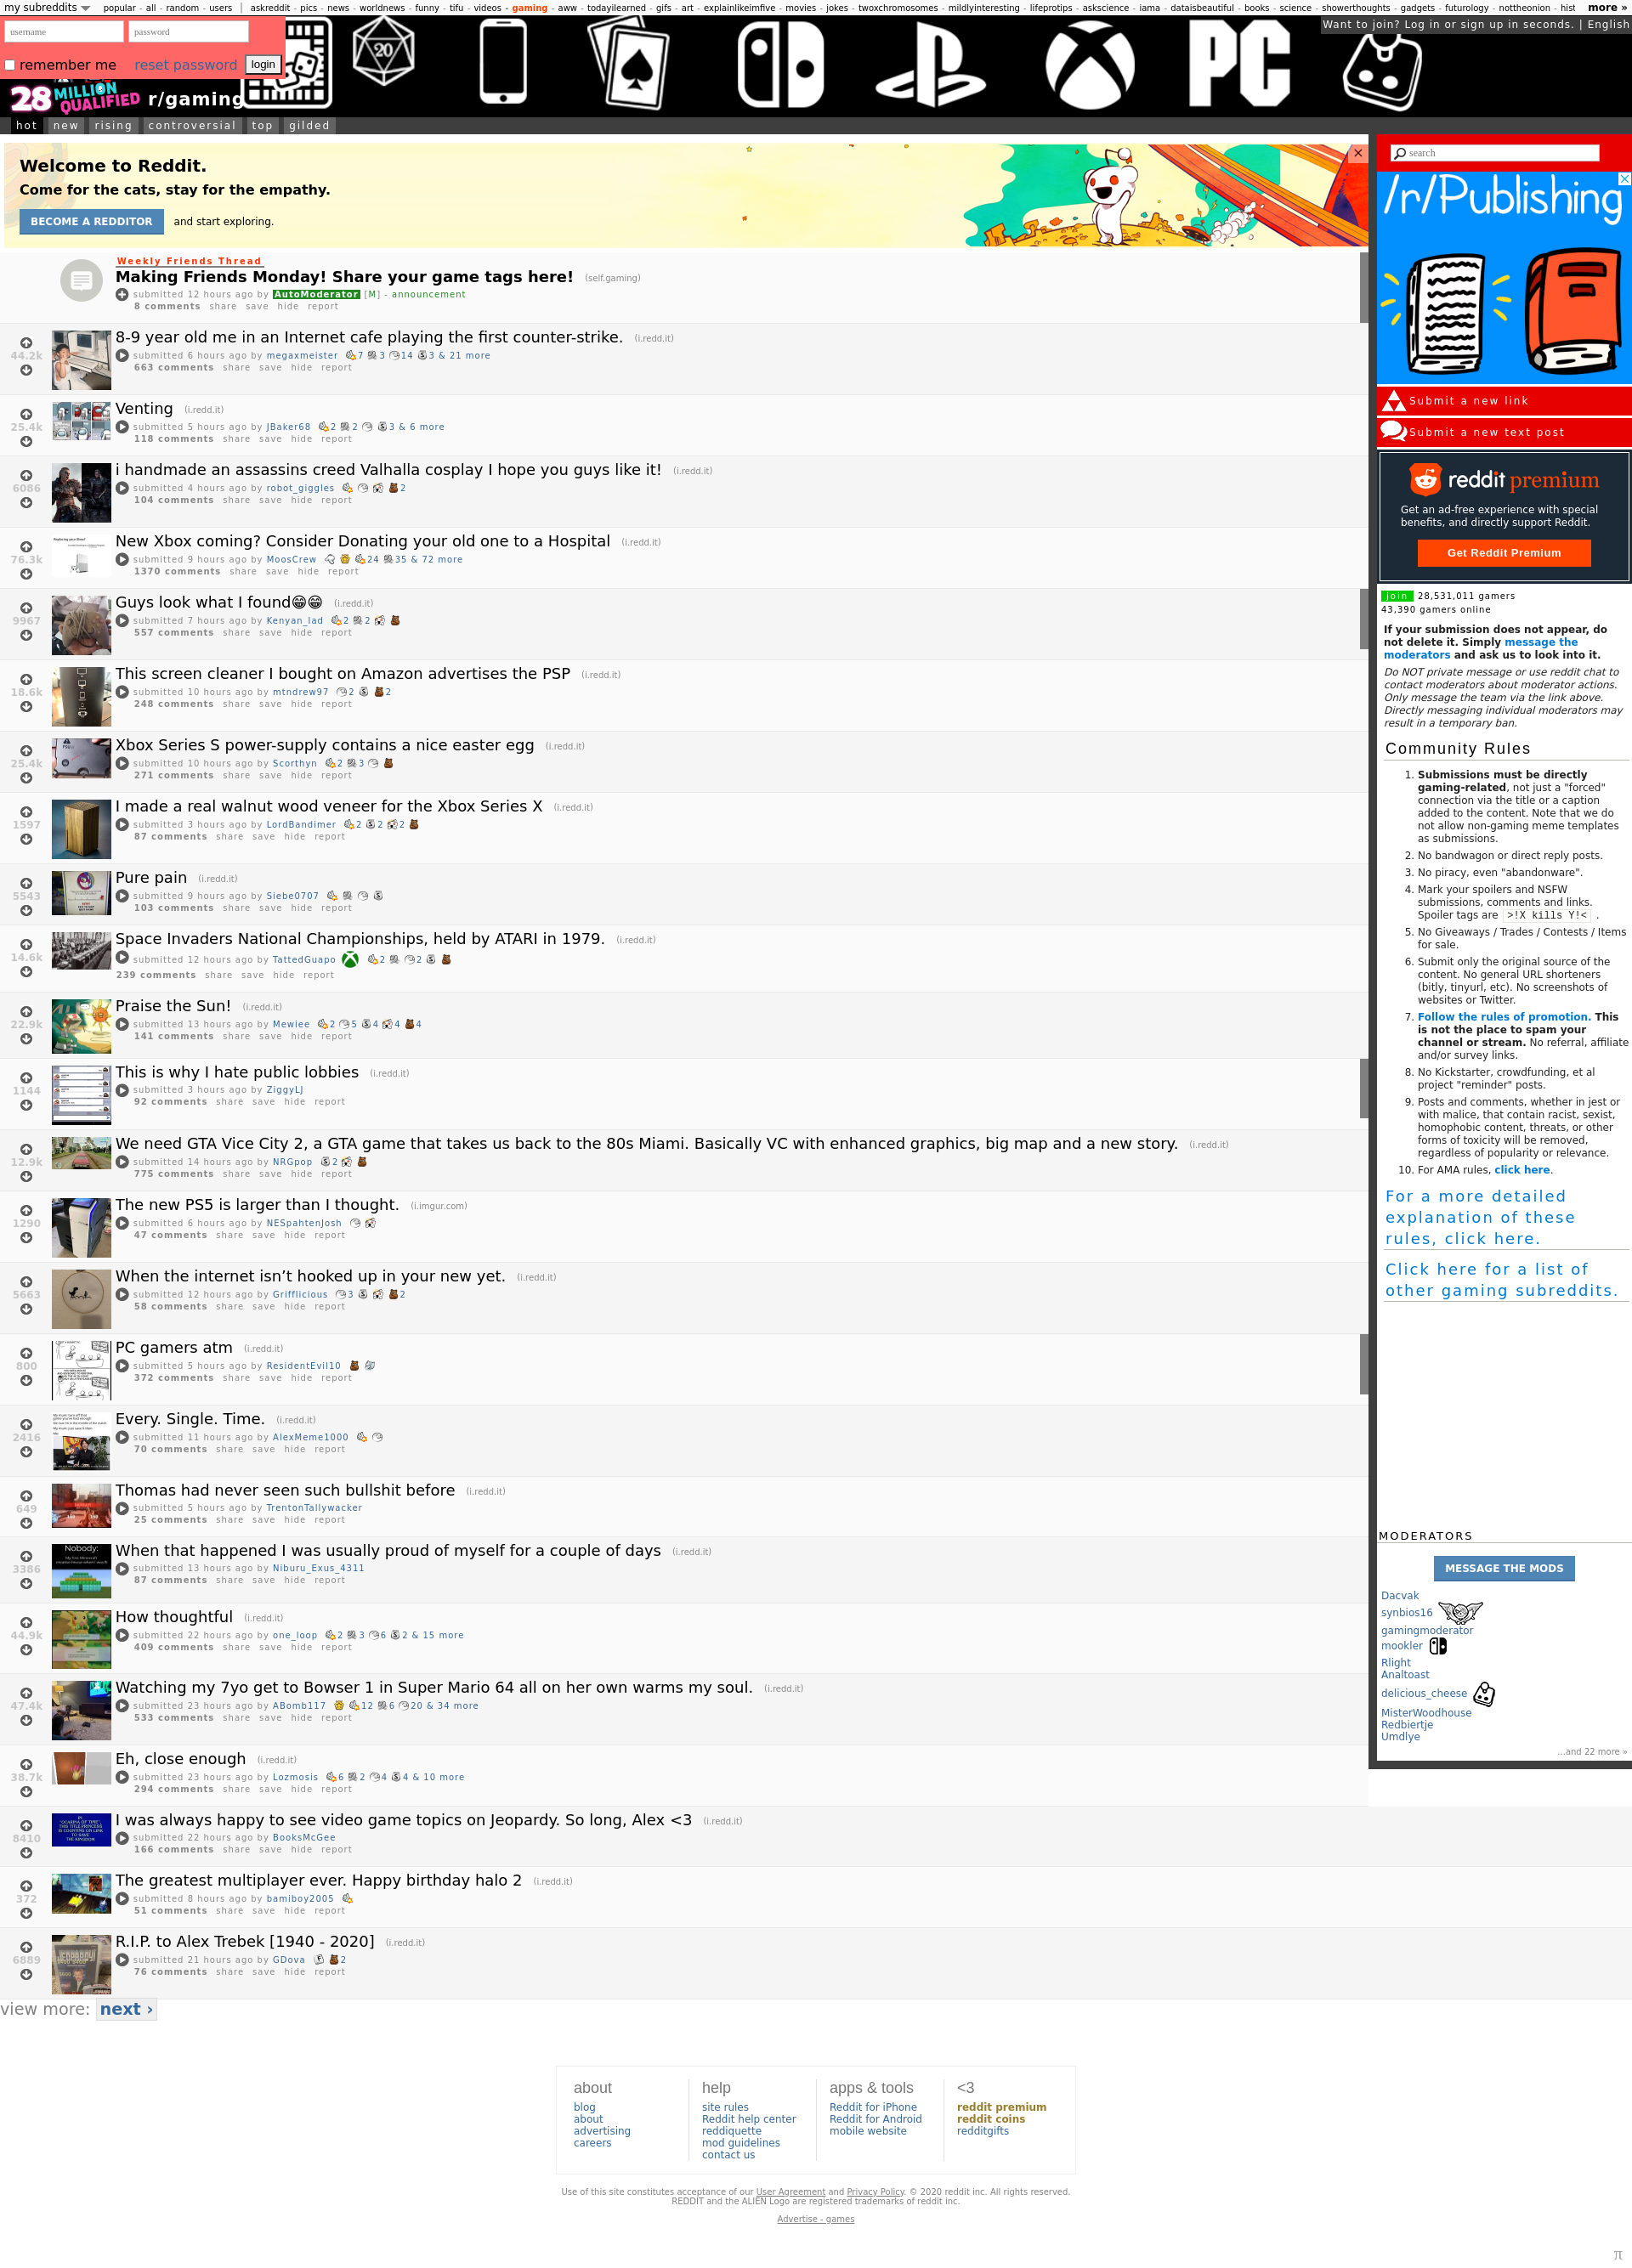 my subreddits
popular - all - random - users | askreddit - pics - news - worldnews - funny - tifu - videos - gaming - aww - todayilearned - gifs - art - explainlikeimfive - movies - jokes - twoxchromosomes - mildlyinteresting - lifeprotips - askscience - iama - dataisbeautiful - books - science - showerthoughts - gadgets - futurology - nottheonion - hist
more »
username
password
Want to join? Log in or sign up in seconds. | English
remember me
reset password
login
20
PC
28 MILLION QUALIFIED
r/gaming
hot new rising controversial top gilded
Welcome to Reddit.
Come for the cats, stay for the empathy.
BECOME A REDDITOR and start exploring.
Weekly Friends Thread
Making Friends Monday! Share your game tags here! (self.gaming)
submitted 12 hours ago by AutoModerator [M] - announcement
8 comments share save hide report
44.2k
8-9 year old me in an Internet cafe playing the first counter-strike. (i.redd.it)
submitted 6 hours ago by megaxmeister 7 3 14 3 & 21 more
663 comments share save hide report
25.4k
Venting (i.redd.it)
submitted 5 hours ago by JBaker68 2 2 3 & 6 more
118 comments share save hide report
6086
i handmade an assassins creed Valhalla cosplay I hope you guys like it! (i.redd.it)
submitted 4 hours ago by robot_giggles 2
104 comments share save hide report
76.3k
New Xbox coming? Consider Donating your old one to a Hospital (i.redd.it)
submitted 9 hours ago by MoosCrew 24 35 & 72 more
1370 comments share save hide report
9967
Guys look what I found😁😁 (i.redd.it)
submitted 7 hours ago by Kenyan_lad 2 2
557 comments share save hide report
18.6k
This screen cleaner I bought on Amazon advertises the PSP (i.redd.it)
submitted 10 hours ago by mtndrew97 2 2
248 comments share save hide report
25.4k
Xbox Series S power-supply contains a nice easter egg (i.redd.it)
submitted 10 hours ago by Scorthyn 2 3
271 comments share save hide report
1597
I made a real walnut wood veneer for the Xbox Series X (i.redd.it)
submitted 3 hours ago by LordBandimer 2 2 2
87 comments share save hide report
5543
Pure pain (i.redd.it)
submitted 9 hours ago by Siebe0707
103 comments share save hide report
14.6k
Space Invaders National Championships, held by ATARI in 1979. (i.redd.it)
submitted 12 hours ago by TattedGuapo 2 2
239 comments share save hide report
22.9k
Praise the Sun! (i.redd.it)
submitted 13 hours ago by Mewiee 2 5 4 4 4
141 comments share save hide report
1144
This is why I hate public lobbies (i.redd.it)
submitted 3 hours ago by ZiggyLJ
92 comments share save hide report
12.9k
We need GTA Vice City 2, a GTA game that takes us back to the 80s Miami. Basically VC with enhanced graphics, big map and a new story. (i.redd.it)
submitted 14 hours ago by NRGpop 2
775 comments share save hide report
1290
The new PS5 is larger than I thought. (i.imgur.com)
submitted 6 hours ago by NESpahtenJosh
47 comments share save hide report
5663
When the internet isn’t hooked up in your new yet. (i.redd.it)
submitted 12 hours ago by Grifflicious 3 2
58 comments share save hide report
800
PC gamers atm (i.redd.it)
submitted 5 hours ago by ResidentEvil10
372 comments share save hide report
2416
Every. Single. Time. (i.redd.it)
submitted 11 hours ago by AlexMeme1000
70 comments share save hide report
649
Thomas had never seen such bullshit before (i.redd.it)
submitted 5 hours ago by TrentonTallywacker
25 comments share save hide report
Nobody:
3386
When that happened I was usually proud of myself for a couple of days (i.redd.it)
submitted 13 hours ago by Niburu_Exus_4311
87 comments share save hide report
44.9k
How thoughtful (i.redd.it)
submitted 22 hours ago by one_loop 2 3 6 2 & 15 more
409 comments share save hide report
47.4k
Watching my 7yo get to Bowser 1 in Super Mario 64 all on her own warms my soul. (i.redd.it)
submitted 23 hours ago by ABomb117 12 6 20 & 34 more
533 comments share save hide report
38.7k
Eh, close enough (i.redd.it)
submitted 23 hours ago by Lozmosis 6 2 4 4 & 10 more
294 comments share save hide report
8410
I was always happy to see video game topics on Jeopardy. So long, Alex <3 (i.redd.it)
submitted 22 hours ago by BooksMcGee
166 comments share save hide report
372
The greatest multiplayer ever. Happy birthday halo 2 (i.redd.it)
submitted 8 hours ago by bamiboy2005
51 comments share save hide report
6889
R.I.P. to Alex Trebek [1940 - 2020] (i.redd.it)
submitted 21 hours ago by GDova 2
76 comments share save hide report
view more: next ›
search
/r/Publishing
Submit a new link
Submit a new text post
reddit premium
Get an ad-free experience with special
benefits, and directly support Reddit.
Get Reddit Premium
join 28,531,011 gamers
43,390 gamers online
If your submission does not appear, do
not delete it. Simply message the
moderators and ask us to look into it.
Do NOT private message or use reddit chat to
contact moderators about moderator actions.
Only message the team via the link above.
Directly messaging individual moderators may
result in a temporary ban.
Community Rules
1. Submissions must be directly
gaming-related, not just a "forced"
connection via the title or a caption
added to the content. Note that we do
not allow non-gaming meme templates
as submissions.
2. No bandwagon or direct reply posts.
3. No piracy, even "abandonware".
4. Mark your spoilers and NSFW
submissions, comments and links.
Spoiler tags are >!X kills Y!< .
5. No Giveaways / Trades / Contests / Items
for sale.
6. Submit only the original source of the
content. No general URL shorteners
(bitly, tinyurl, etc). No screenshots of
websites or Twitter.
7. Follow the rules of promotion. This
is not the place to spam your
channel or stream. No referral, affiliate
and/or survey links.
8. No Kickstarter, crowdfunding, et al
project "reminder" posts.
9. Posts and comments, whether in jest or
with malice, that contain racist, sexist,
homophobic content, threats, or other
forms of toxicity will be removed,
regardless of popularity or relevance.
10. For AMA rules, click here.
For a more detailed
explanation of these
rules, click here.
Click here for a list of
other gaming subreddits.
MODERATORS
MESSAGE THE MODS
Dacvak
synbios16
gamingmoderator
mookler
Rlight
Analtoast
delicious_cheese
MisterWoodhouse
Redbiertje
Umdlye
...and 22 more »
about
blog
about
advertising
careers
help
site rules
Reddit help center
reddiquette
mod guidelines
contact us
apps & tools
Reddit for iPhone
Reddit for Android
mobile website
<3
reddit premium
reddit coins
redditgifts
Use of this site constitutes acceptance of our User Agreement and Privacy Policy. © 2020 reddit inc. All rights reserved.
REDDIT and the ALIEN Logo are registered trademarks of reddit inc.
Advertise - games
π